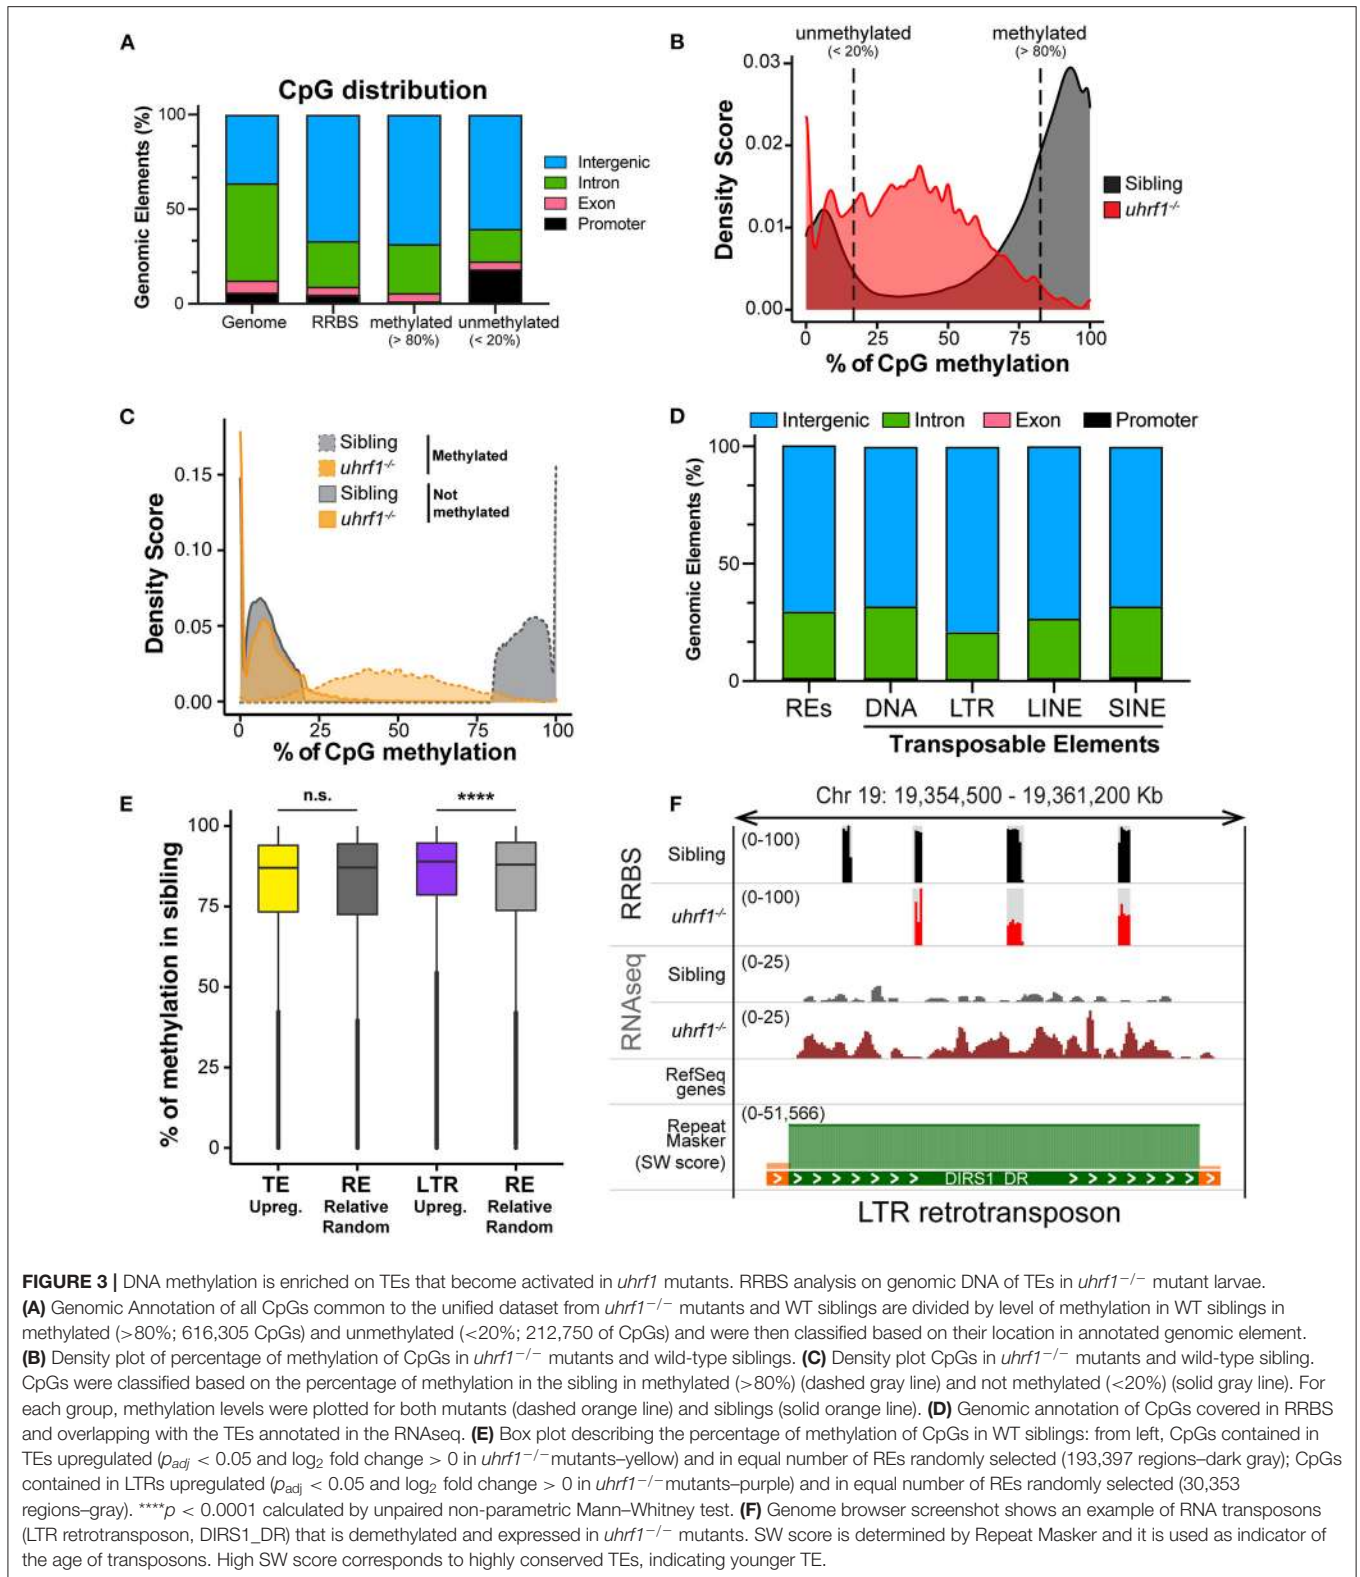 A
CpG distribution
Genomic Elements (%)
100
50
0
Genome
RRBS
methylated
(> 80%)
unmethylated
(< 20%)
Intergenic
Intron
Exon
Promoter
B
unmethylated
(< 20%)
methylated
(> 80%)
Density Score
0.03
0.02
0.01
0.00
0 25 50 75 100
% of CpG methylation
Sibling
uhrf1-/-
C
Density Score
0.15
0.10
0.05
0.00
0 25 50 75 100
% of CpG methylation
Sibling
uhrf1-/-
Methylated
Sibling
uhrf1-/-
Not
methylated
D
Intergenic Intron Exon Promoter
Genomic Elements (%)
100
50
0
REs DNA LTR LINE SINE
Transposable Elements
E
n.s. ****
% of methylation in sibling
100
75
50
25
0
TE RE LTR RE
Upreg. Relative Upreg. Relative
Random Random
F
Chr 19: 19,354,500 - 19,361,200 Kb
RRBS
Sibling (0-100)
uhrf1-/- (0-100)
RNAseq
Sibling (0-25)
uhrf1-/- (0-25)
RefSeq
genes
Repeat
Masker
(SW score)
(0-51,566)
DIRS1_DR
LTR retrotransposon
FIGURE 3 | DNA methylation is enriched on TEs that become activated in uhrf1 mutants. RRBS analysis on genomic DNA of TEs in uhrf1−/− mutant larvae.
(A) Genomic Annotation of all CpGs common to the unified dataset from uhrf1−/− mutants and WT siblings are divided by level of methylation in WT siblings in
methylated (>80%; 616,305 CpGs) and unmethylated (<20%; 212,750 of CpGs) and were then classified based on their location in annotated genomic element.
(B) Density plot of percentage of methylation of CpGs in uhrf1−/− mutants and wild-type siblings. (C) Density plot CpGs in uhrf1−/− mutants and wild-type sibling.
CpGs were classified based on the percentage of methylation in the sibling in methylated (>80%) (dashed gray line) and not methylated (<20%) (solid gray line). For
each group, methylation levels were plotted for both mutants (dashed orange line) and siblings (solid orange line). (D) Genomic annotation of CpGs covered in RRBS
and overlapping with the TEs annotated in the RNAseq. (E) Box plot describing the percentage of methylation of CpGs in WT siblings: from left, CpGs contained in
TEs upregulated (padj < 0.05 and log2 fold change > 0 in uhrf1−/−mutants–yellow) and in equal number of REs randomly selected (193,397 regions–dark gray); CpGs
contained in LTRs upregulated (padj < 0.05 and log2 fold change > 0 in uhrf1−/−mutants–purple) and in equal number of REs randomly selected (30,353
regions–gray). ****p < 0.0001 calculated by unpaired non-parametric Mann–Whitney test. (F) Genome browser screenshot shows an example of RNA transposons
(LTR retrotransposon, DIRS1_DR) that is demethylated and expressed in uhrf1−/− mutants. SW score is determined by Repeat Masker and it is used as indicator of
the age of transposons. High SW score corresponds to highly conserved TEs, indicating younger TE.